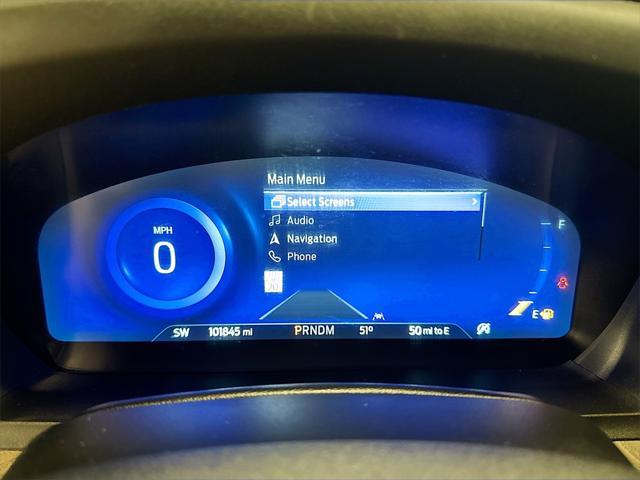 Main Menu
Select Screens
Audio
Navigation
Phone
MPH
0
F
E
SW 101845 mi PRNDM 51° 50 mi to E